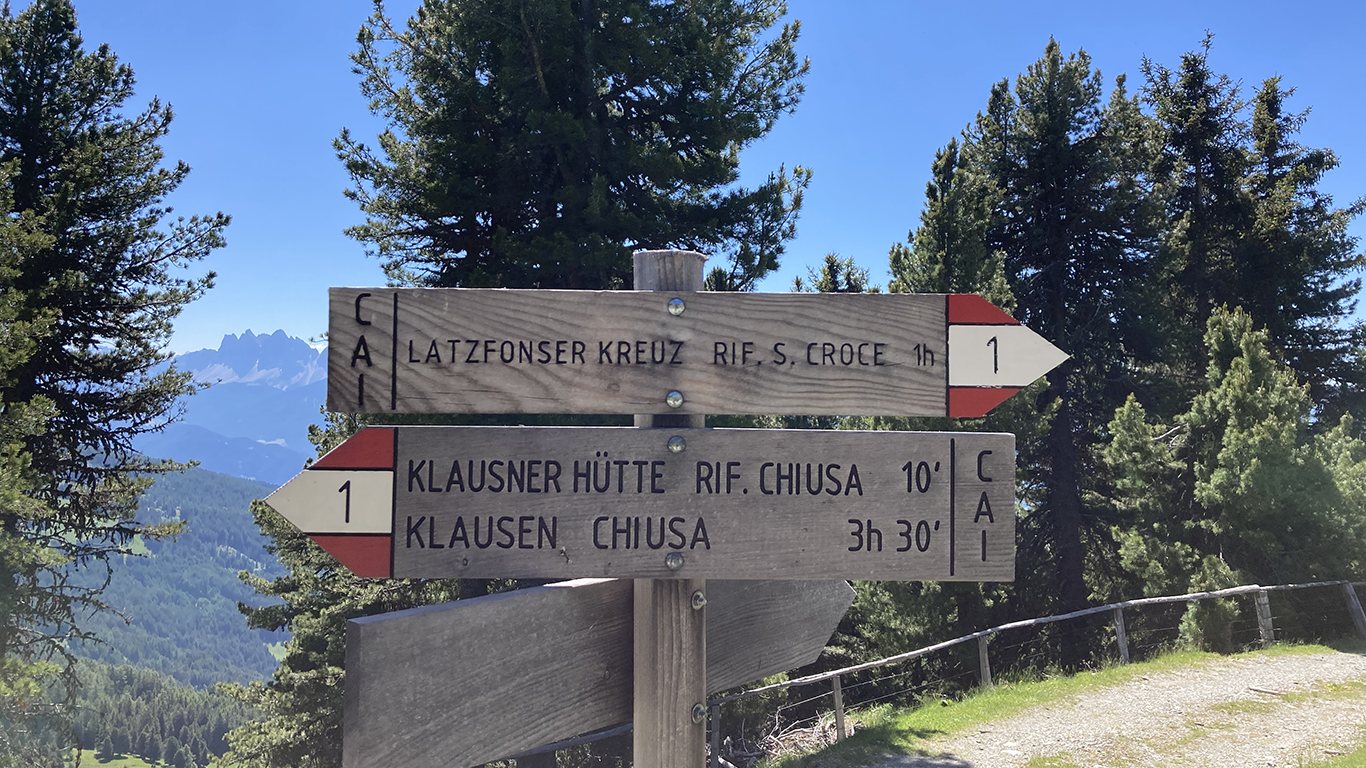 CAI LATZFONSER KREUZ RIF. S. CROCE 1h 1
1 KLAUSNER HÜTTE RIF. CHIUSA 10'
KLAUSEN CHIUSA 3h 30'
CAI